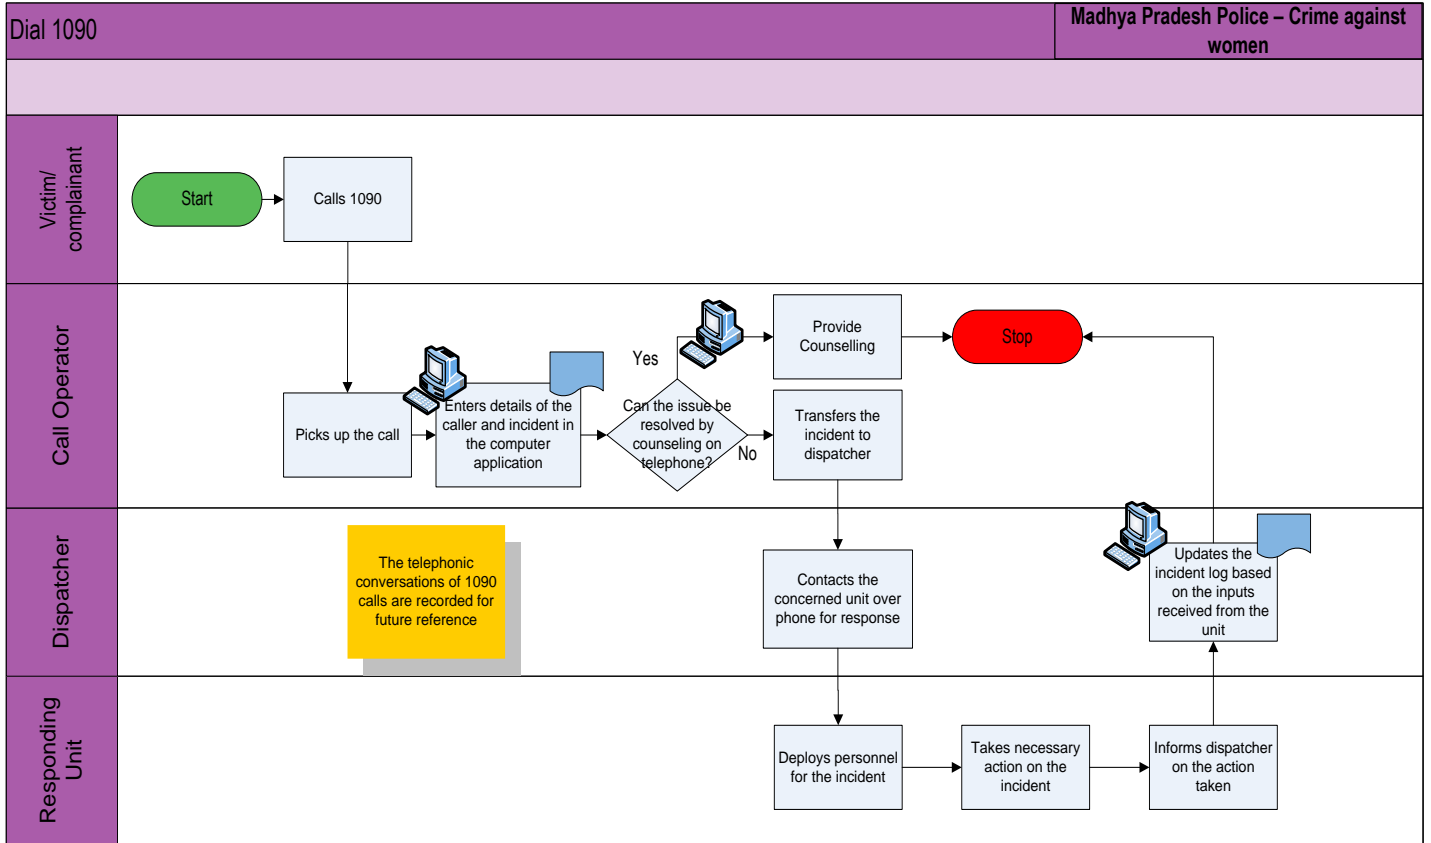 Dial 1090
Madhya Pradesh Police – Crime against
women
Victim/
complainant
Start
Calls 1090
Call Operator
Picks up the call
Enters details of the
caller and incident in
the computer
application
Can the issue be
resolved by
counseling on
telephone?
Yes
No
Provide
Counselling
Stop
Transfers the
incident to
dispatcher
Dispatcher
The telephonic
conversations of 1090
calls are recorded for
future reference
Contacts the
concerned unit over
phone for response
Updates the
incident log based
on the inputs
received from the
unit
Responding
Unit
Deploys personnel
for the incident
Takes necessary
action on the
incident
Informs dispatcher
on the action
taken